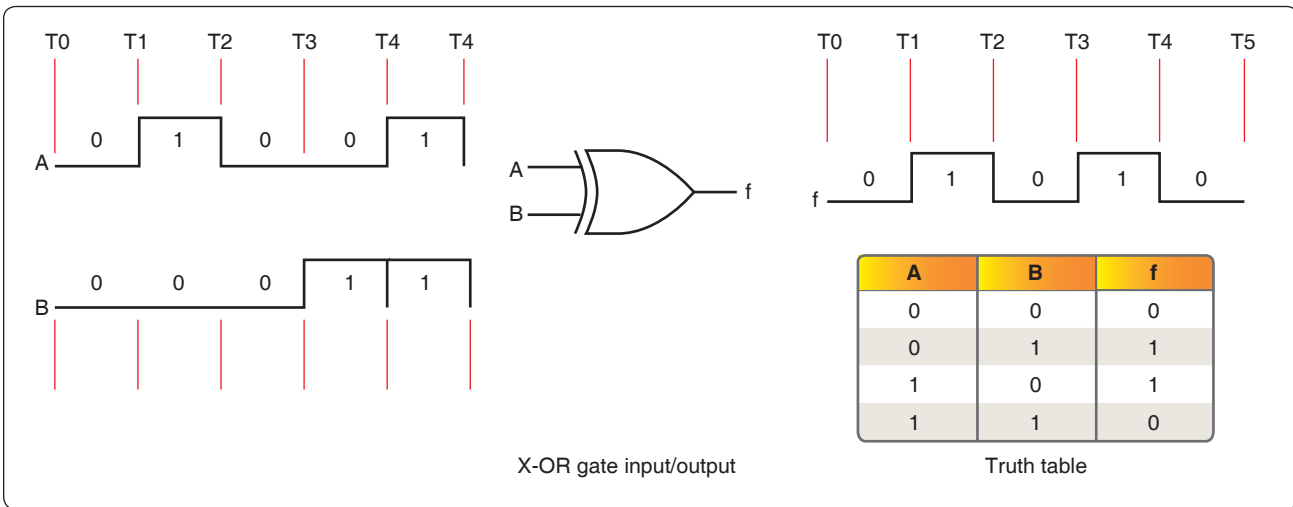 T0 T1 T2 T3 T4 T4
T0 T1 T2 T3 T4 T5
0 1 0 0 1
A
A
B
f
0 1 0 1 0
f
0 0 0 1 1
B
A B f
0 0 0
0 1 1
1 0 1
1 1 0
X-OR gate input/output
Truth table